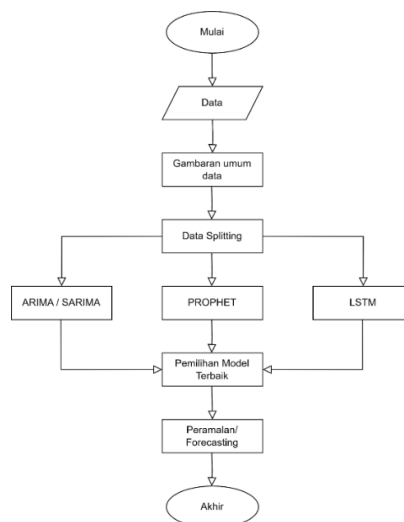 Mulai
Data
Gambaran umum
data
Data Splitting
ARIMA / SARIMA
PROPHET
LSTM
Pemilihan Model
Terbaik
Peramalan/
Forecasting
Akhir